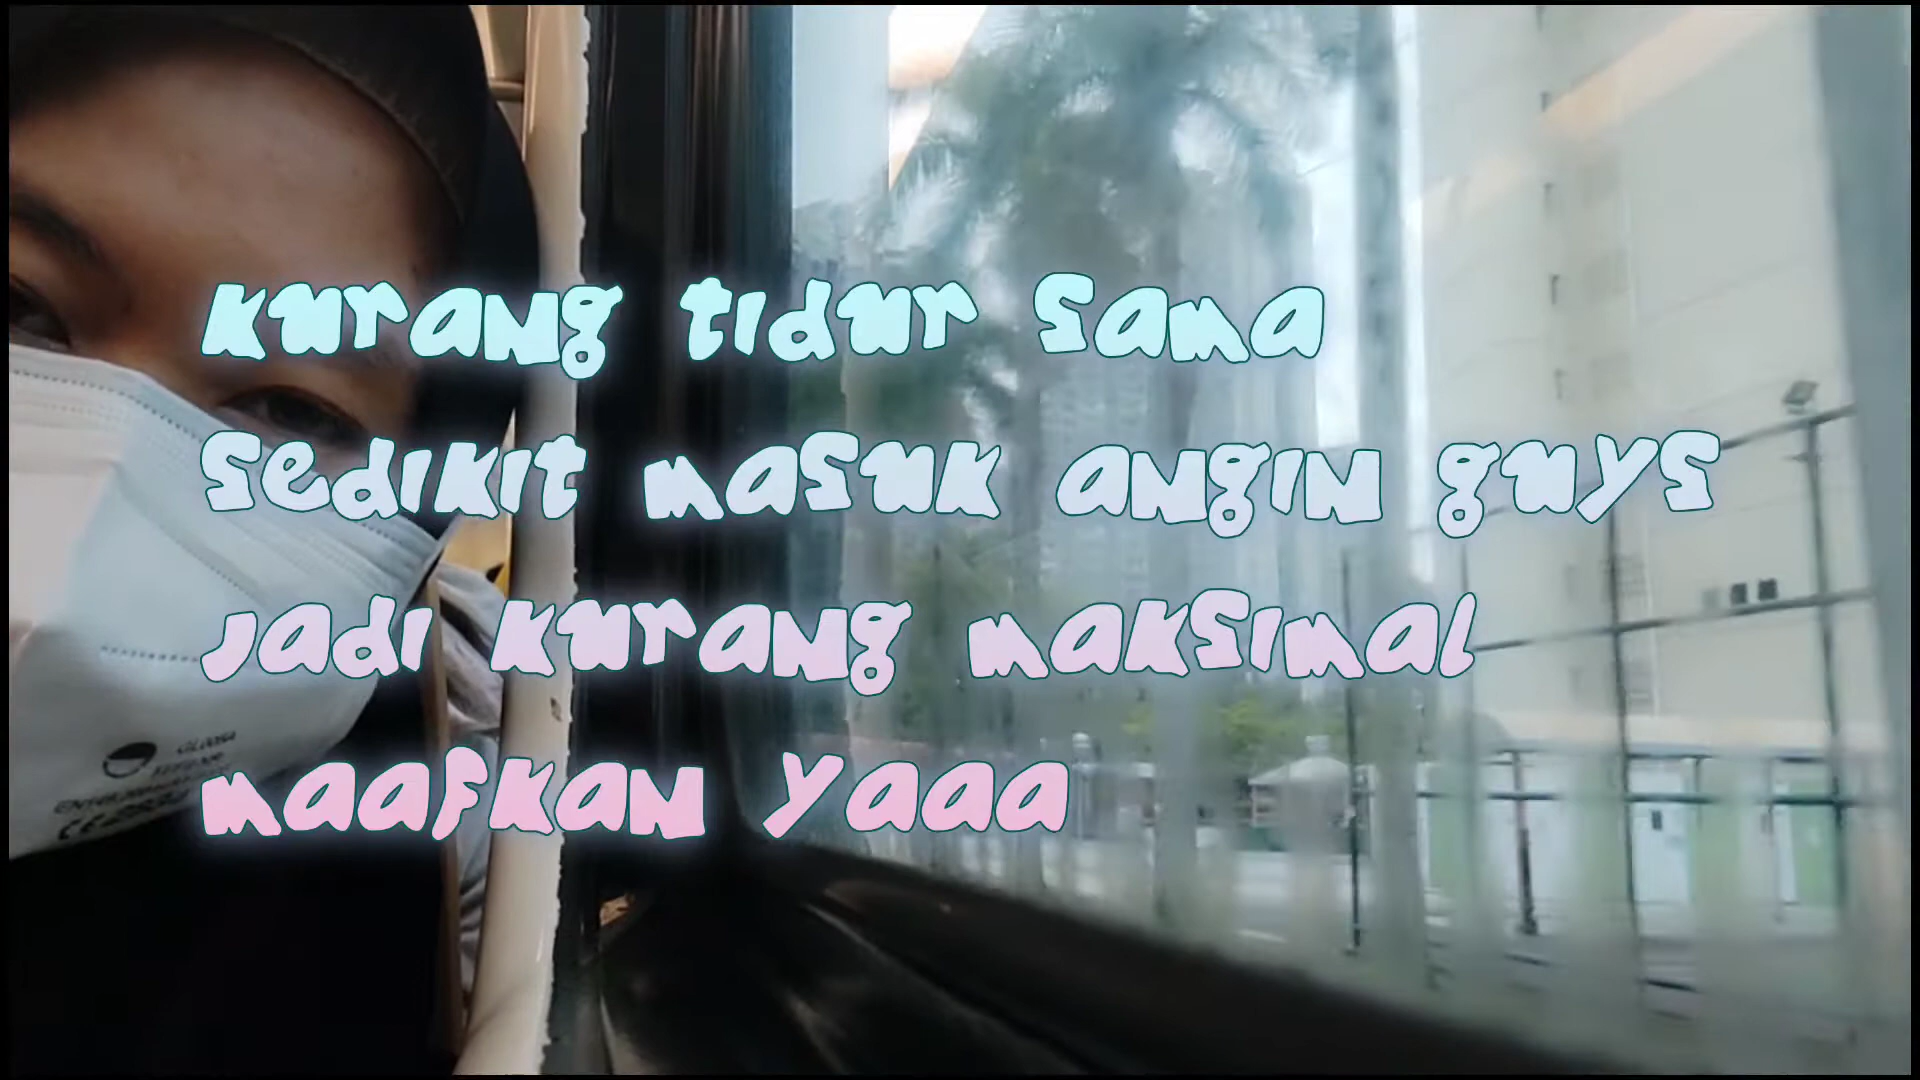 kurang tidur sama
sedikit masuk angin guys
jadi kurang maksimal
maafkan yaaa